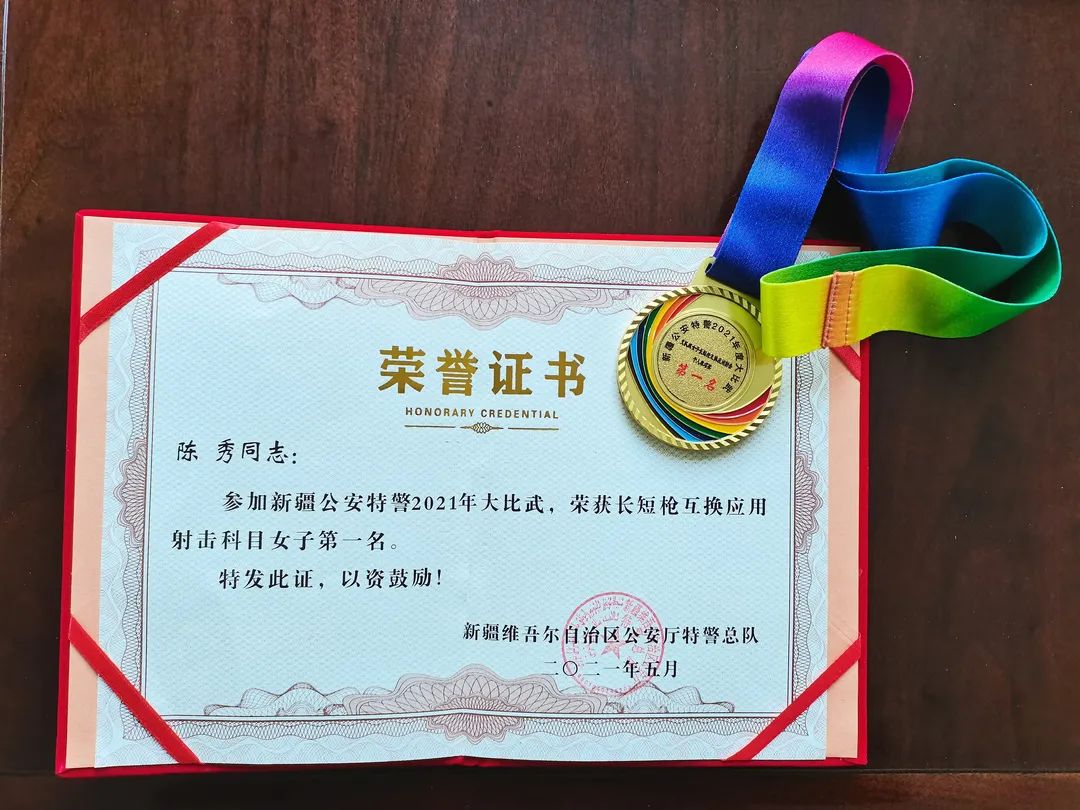 荣誉证书
HONORARY CREDENTIAL
陈 秀同志：
参加新疆公安特警2021年大比武，荣获长短枪互换应用
射击科目女子第一名。
特发此证，以资鼓励！
新疆维吾尔自治区公安厅特警总队
二〇二一年五月
新疆公安特警2021年度大比武
第一名